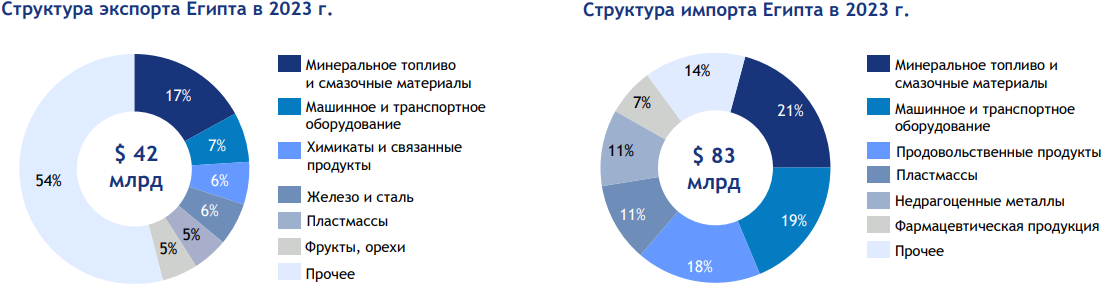 Структура экспорта Египта в 2023 г.
17%
7%
6%
6%
5%
5%
54%
$ 42
млрд
Минеральное топливо
и смазочные материалы
Машинное и транспортное
оборудование
Химикаты и связанные
продукты
Железо и сталь
Пластмассы
Фрукты, орехи
Прочее
Структура импорта Египта в 2023 г.
14%
21%
7%
11%
11%
18%
19%
$ 83
млрд
Минеральное топливо и
смазочные материалы
Машинное и транспортное
оборудование
Продовольственные продукты
Пластмассы
Недрагоценные металлы
Фармацевтическая продукция
Прочее